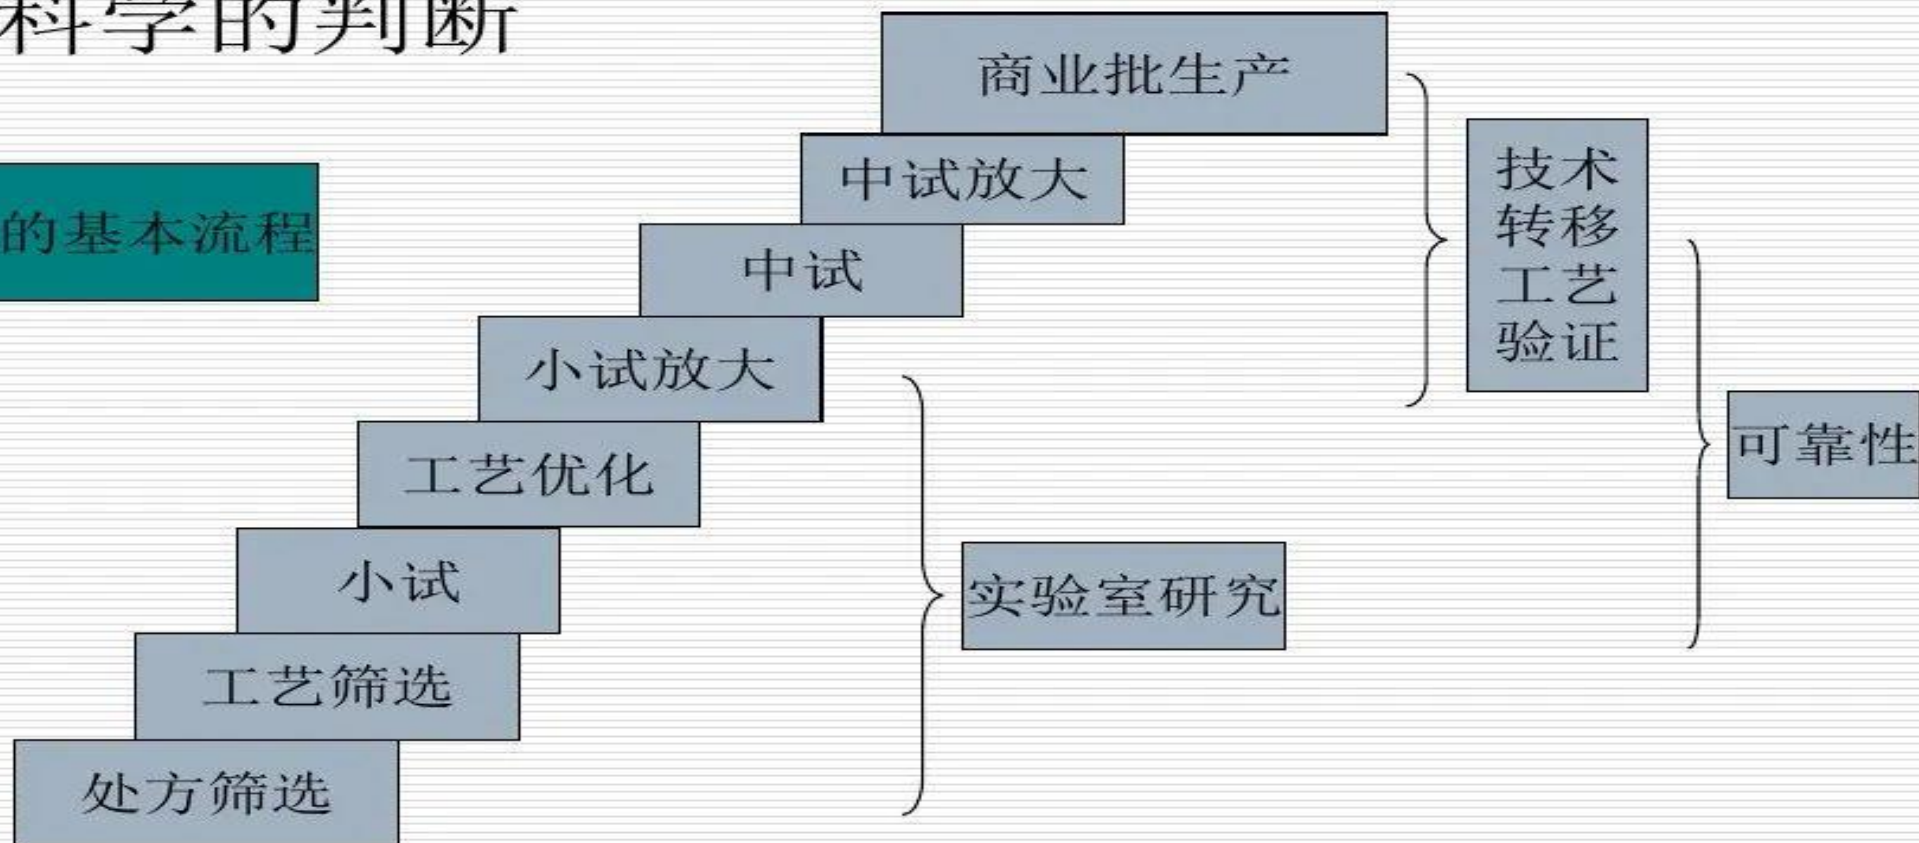 科学的判断
商业批生产
中试放大
的基本流程
中试
小试放大
工艺优化
小试
工艺筛选
处方筛选
技术
转移
工艺
验证
实验室研究
可靠性